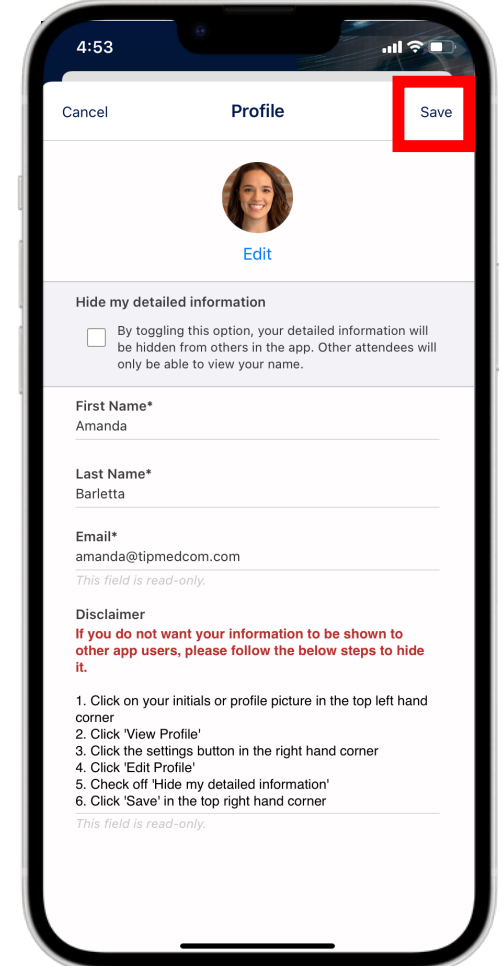 4:53
Cancel Profile Save
Edit
Hide my detailed information
By toggling this option, your detailed information will
be hidden from others in the app. Other attendees will
only be able to view your name.
First Name*
Amanda
Last Name*
Barletta
Email*
amanda@tipmedcom.com
This field is read-only.
Disclaimer
If you do not want your information to be shown to
other app users, please follow the below steps to hide
it.
1. Click on your initials or profile picture in the top left hand
corner
2. Click 'View Profile'
3. Click the settings button in the right hand corner
4. Click 'Edit Profile'
5. Check off 'Hide my detailed information'
6. Click 'Save' in the top right hand corner
This field is read-only.